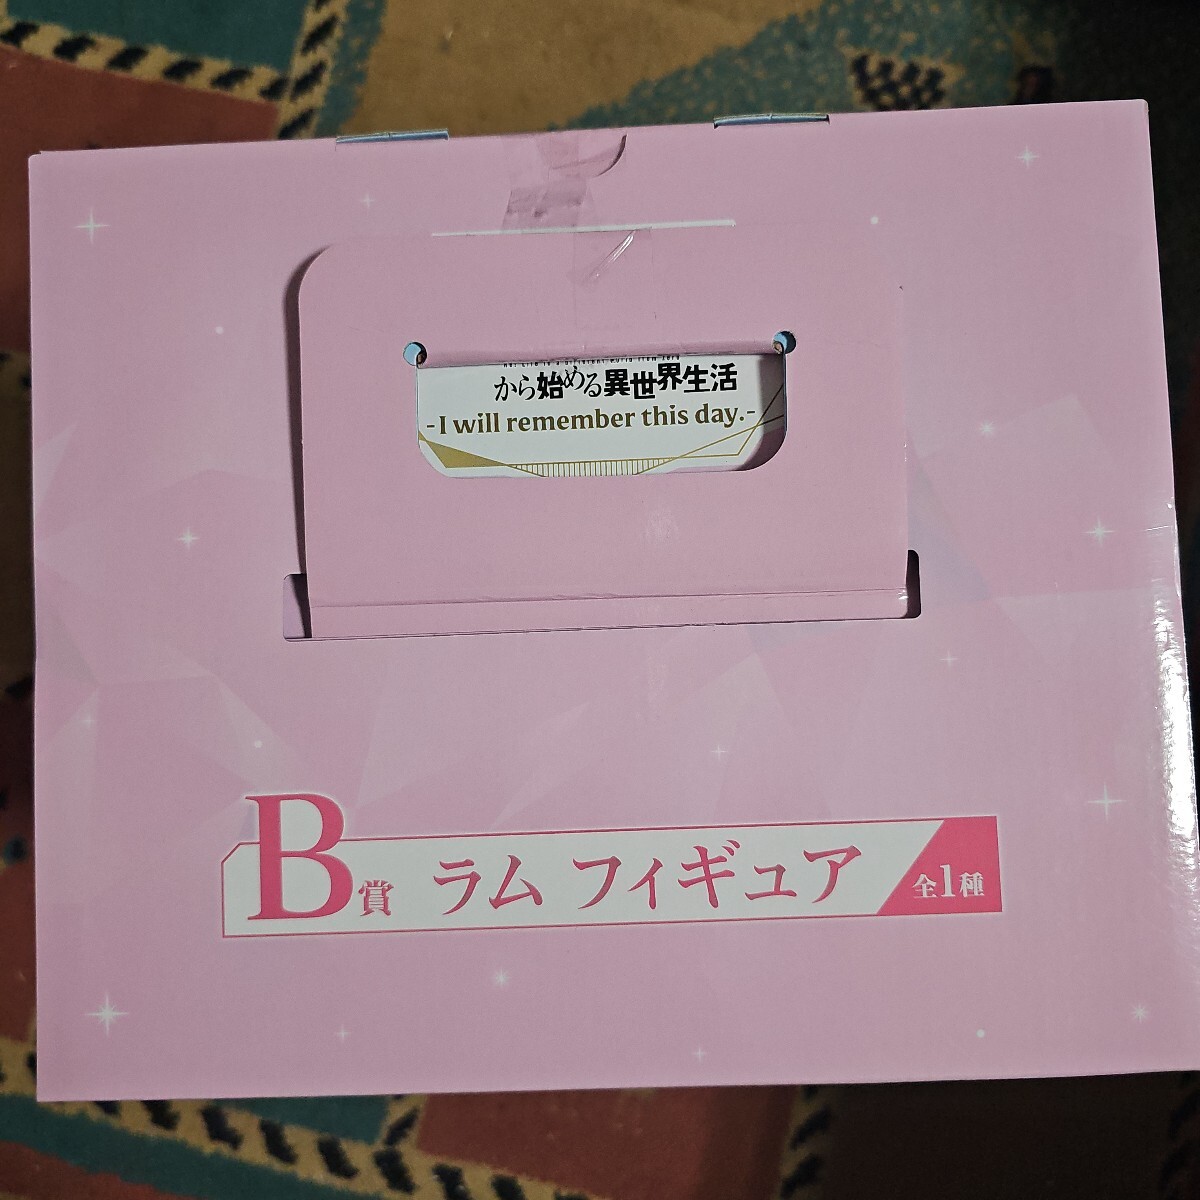 から始める異世界生活
-I will remember this day.-
B賞 ラム フィギュア 全1種